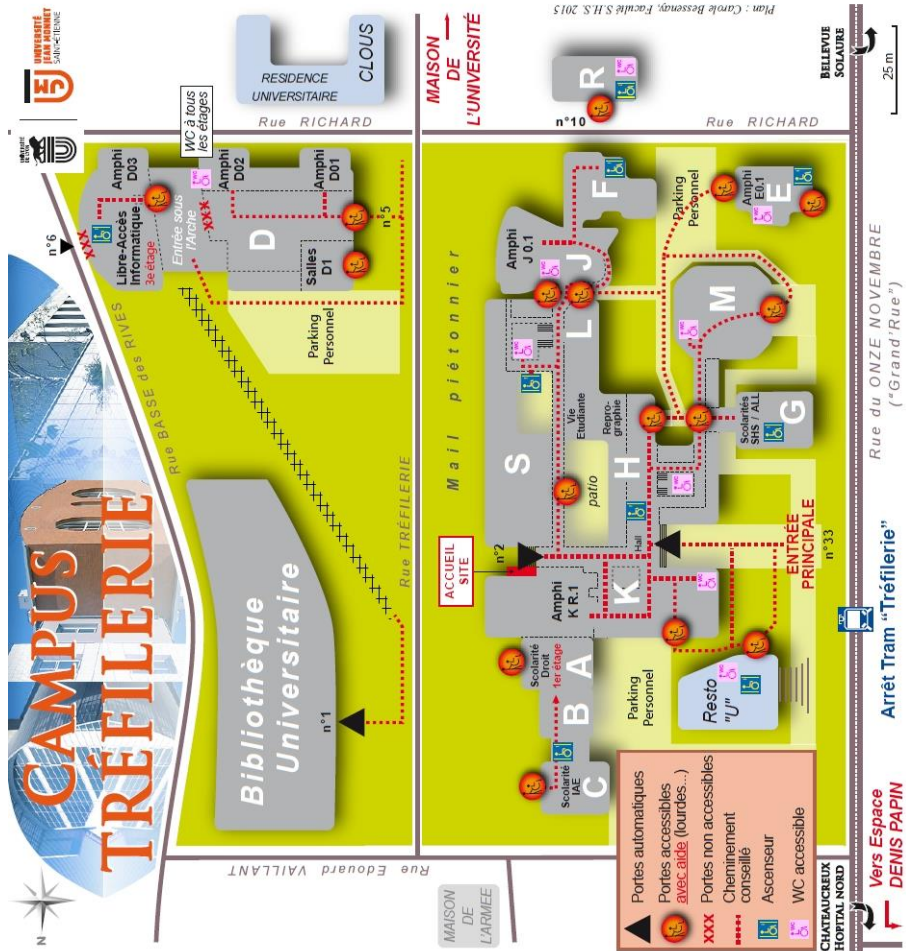 CAMPUS
TRÉFILERIE
UNIVERSITÉ
JEAN MONNET
SAINT-ÉTIENNE
N
RESIDENCE
UNIVERSITAIRE
CLOUS
Rue RICHARD
WC à tous
les étages
n°6
XXX
Libre-Accès
Informatique
3e étage
Amphi
D03
Entrée sous
l'Arche
XXX
Amphi
D02
D
Amphi
D01
Salles
D1
n°5
Parking
Personnel
Rue BASSE des RIVES
Bibliothèque
Universitaire
n°1
Rue TRÉFILERIE
Rue Edouard VAILLANT
MAISON
DE
L'ARMEE
MAISON
DE
L'UNIVERSITÉ
Mail piétonnier
ACCUEIL
SITE
n°2
S
Amphi
J 0.1
J
F
L
Vie
Etudiante
Repro-
graphie
patio
H
Hall
Amphi
K R.1
K
Scolarité
Droit
1er étage
A
B
Scolarité
IAE
C
Parking
Personnel
Resto
"U"
ENTRÉE
PRINCIPALE
n°33
Scolarités
SHS / ALL
G
M
Parking
Personnel
Amphi
E0.1
E
R
n°10
Rue RICHARD
Plan : Carole Bessenay, Faculté S.H.S. 2015
Portes automatiques
Portes accessibles
avec aide (lourdes...)
XXX
Portes non accessibles
Cheminement
conseillé
Ascenseur
WC
WC accessible
CHATEAUCREUX
HOPITAL NORD
Vers Espace
DENIS PAPIN
Arrêt Tram "Tréfilerie"
Rue du ONZE NOVEMBRE
("Grand'Rue")
BELLEVUE
SOLAURE
25 m